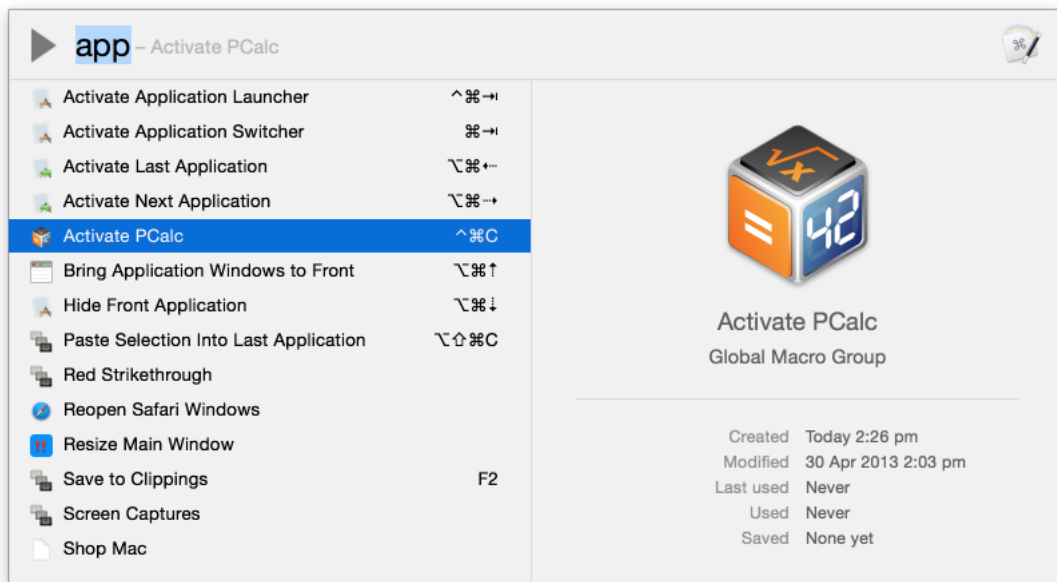 app – Activate PCalc
Activate Application Launcher ^⌘⇥
Activate Application Switcher ⌘⇥
Activate Last Application ⌥⌘⇠
Activate Next Application ⌥⌘⇢
Activate PCalc ^⌘C
Bring Application Windows to Front ⌥⌘↑
Hide Front Application ⌥⌘⇣
Paste Selection Into Last Application ⌥⇧⌘C
Red Strikethrough
Reopen Safari Windows
Resize Main Window
Save to Clippings F2
Screen Captures
Shop Mac
√x
= 42
Activate PCalc
Global Macro Group
Created Today 2:26 pm
Modified 30 Apr 2013 2:03 pm
Last used Never
Used Never
Saved None yet